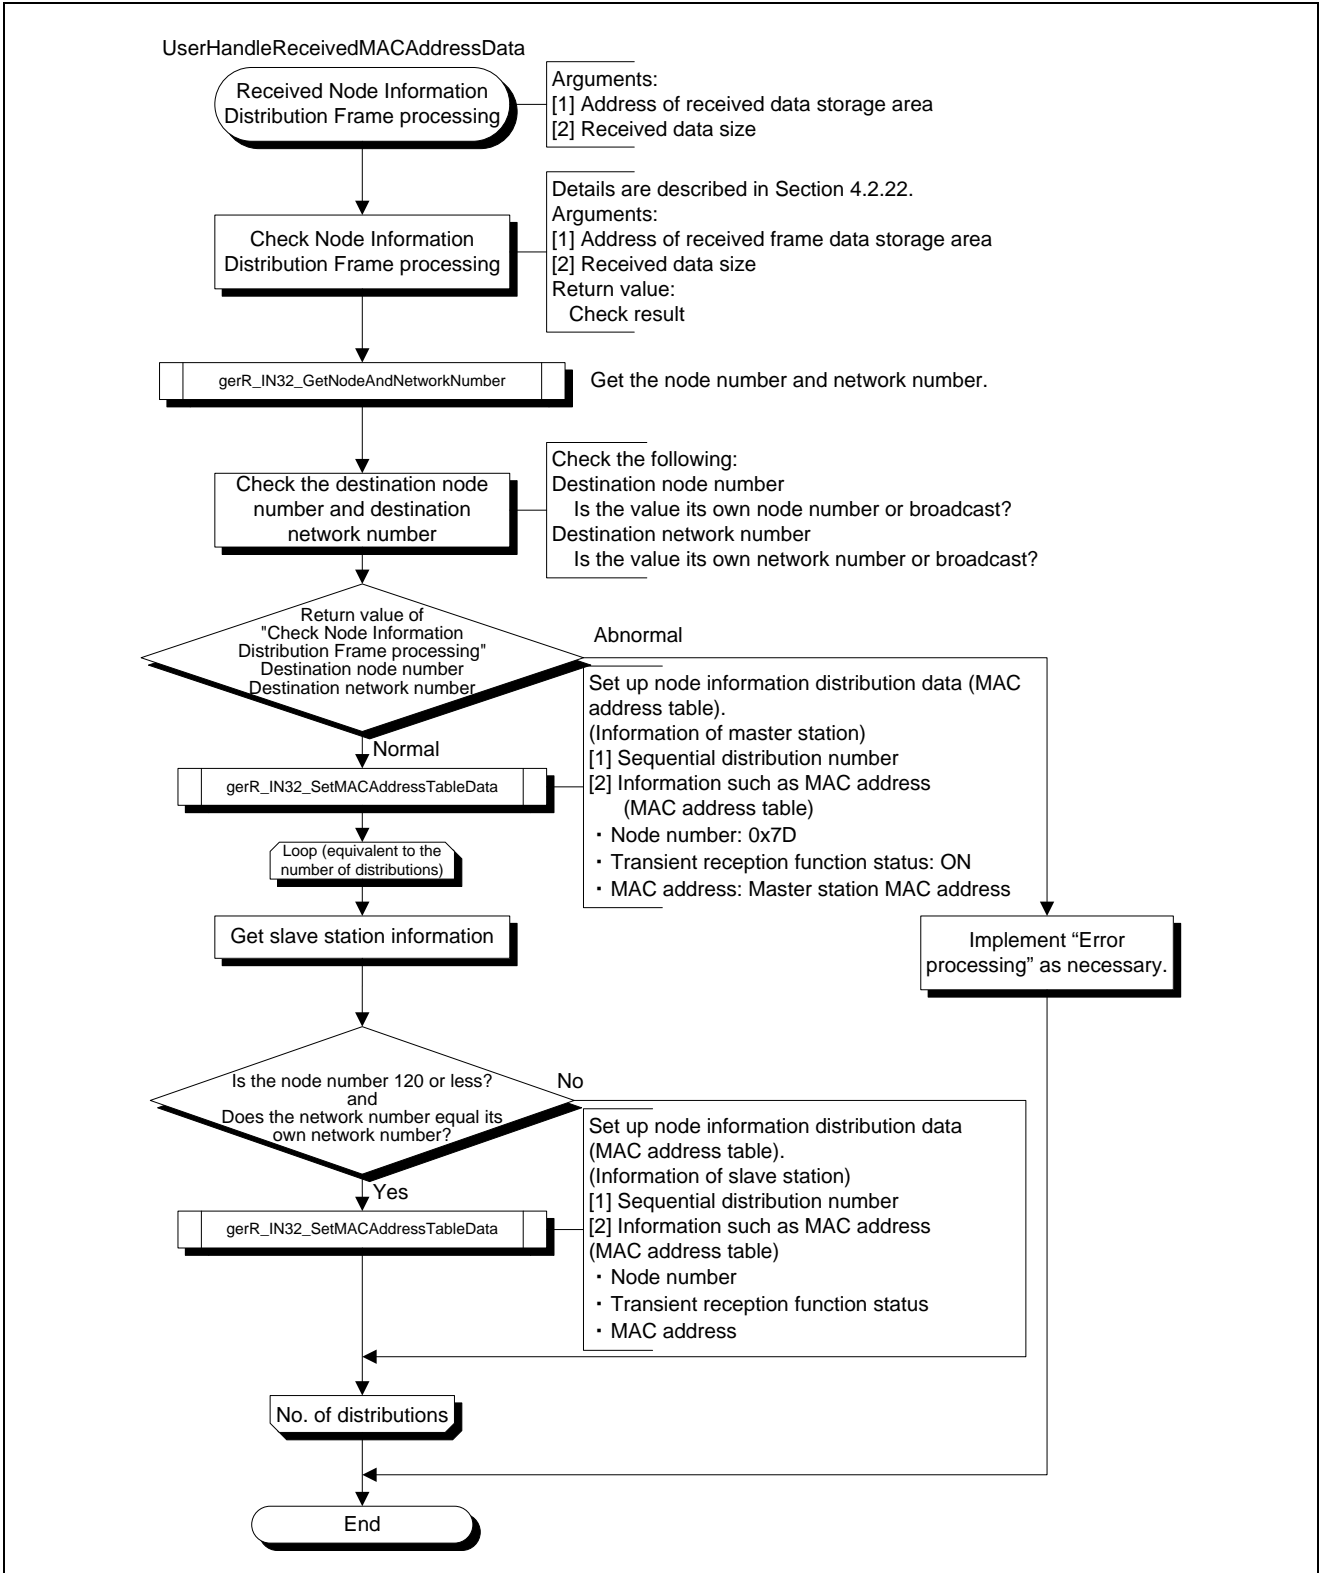 UserHandleReceivedMACAddressData
Received Node Information
Distribution Frame processing
Arguments:
[1] Address of received data storage area
[2] Received data size
Check Node Information
Distribution Frame processing
Details are described in Section 4.2.22.
Arguments:
[1] Address of received frame data storage area
[2] Received data size
Return value:
Check result
gerR_IN32_GetNodeAndNetworkNumber
Get the node number and network number.
Check the destination node
number and destination
network number
Check the following:
Destination node number
Is the value its own node number or broadcast?
Destination network number
Is the value its own network number or broadcast?
Return value of
"Check Node Information
Distribution Frame processing"
Destination node number
Destination network number
Abnormal
Normal
gerR_IN32_SetMACAddressTableData
Set up node information distribution data (MAC
address table).
(Information of master station)
[1] Sequential distribution number
[2] Information such as MAC address
(MAC address table)
・Node number: 0x7D
・Transient reception function status: ON
・MAC address: Master station MAC address
Loop (equivalent to the
number of distributions)
Get slave station information
Implement “Error
processing” as necessary.
Is the node number 120 or less?
and
Does the network number equal its
own network number?
No
Yes
gerR_IN32_SetMACAddressTableData
Set up node information distribution data
(MAC address table).
(Information of slave station)
[1] Sequential distribution number
[2] Information such as MAC address
(MAC address table)
・Node number
・Transient reception function status
・MAC address
No. of distributions
End